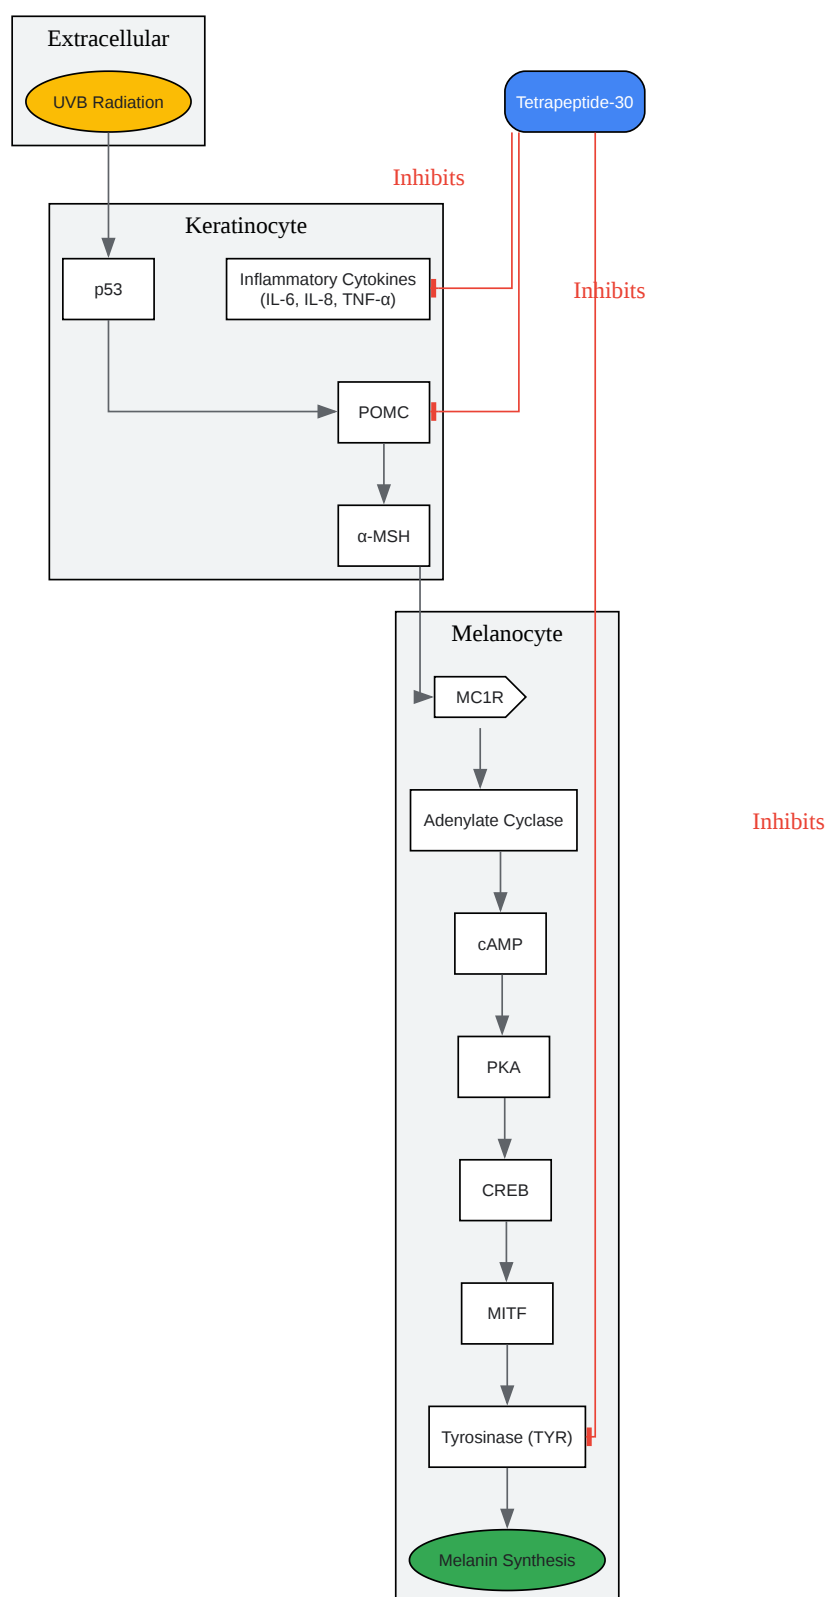 Extracellular
UVB Radiation
Tetrapeptide-30
Inhibits
Keratinocyte
p53
Inflammatory Cytokines
(IL-6, IL-8, TNF-α)
Inhibits
POMC
α-MSH
Melanocyte
MC1R
Adenylate Cyclase
Inhibits
cAMP
PKA
CREB
MITF
Tyrosinase (TYR)
Melanin Synthesis